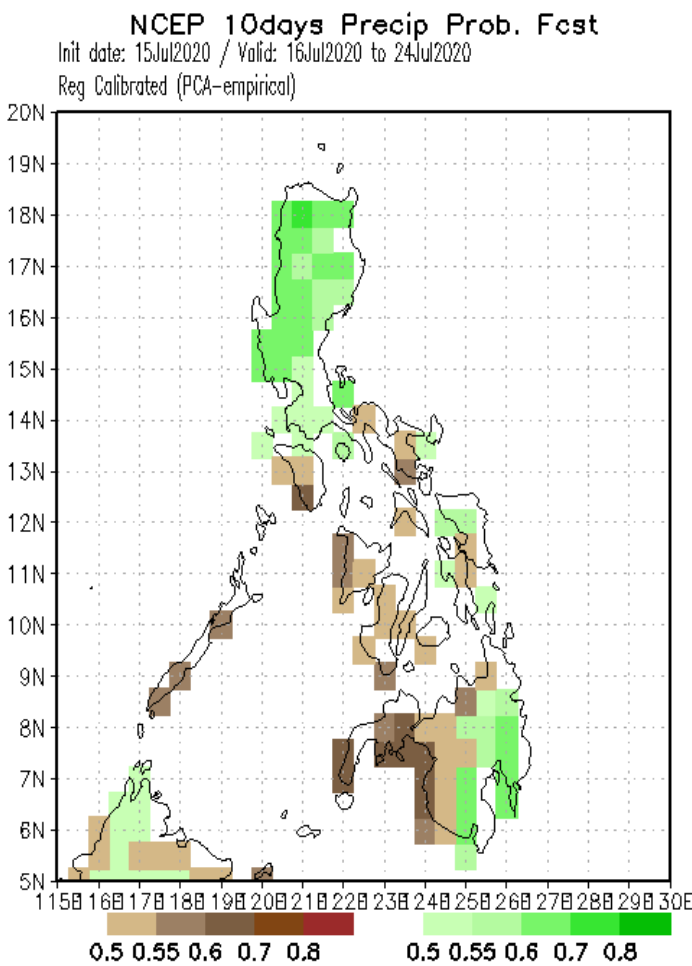 NCEP 10days Precip Prob. Fcst
Init date: 15Jul2020 / Valid: 16Jul2020 to 24Jul2020
Reg Calibrated (PCA-empirical)
20N
19N
18N
17N
16N
15N
14N
13N
12N
11N
10N
9N
8N
7N
6N
5N
115E 116E 117E 118E 119E 120E 121E 122E 123E 124E 125E 126E 127E 128E 129E 130E
0.5 0.55 0.6 0.7 0.8 0.5 0.55 0.6 0.7 0.8